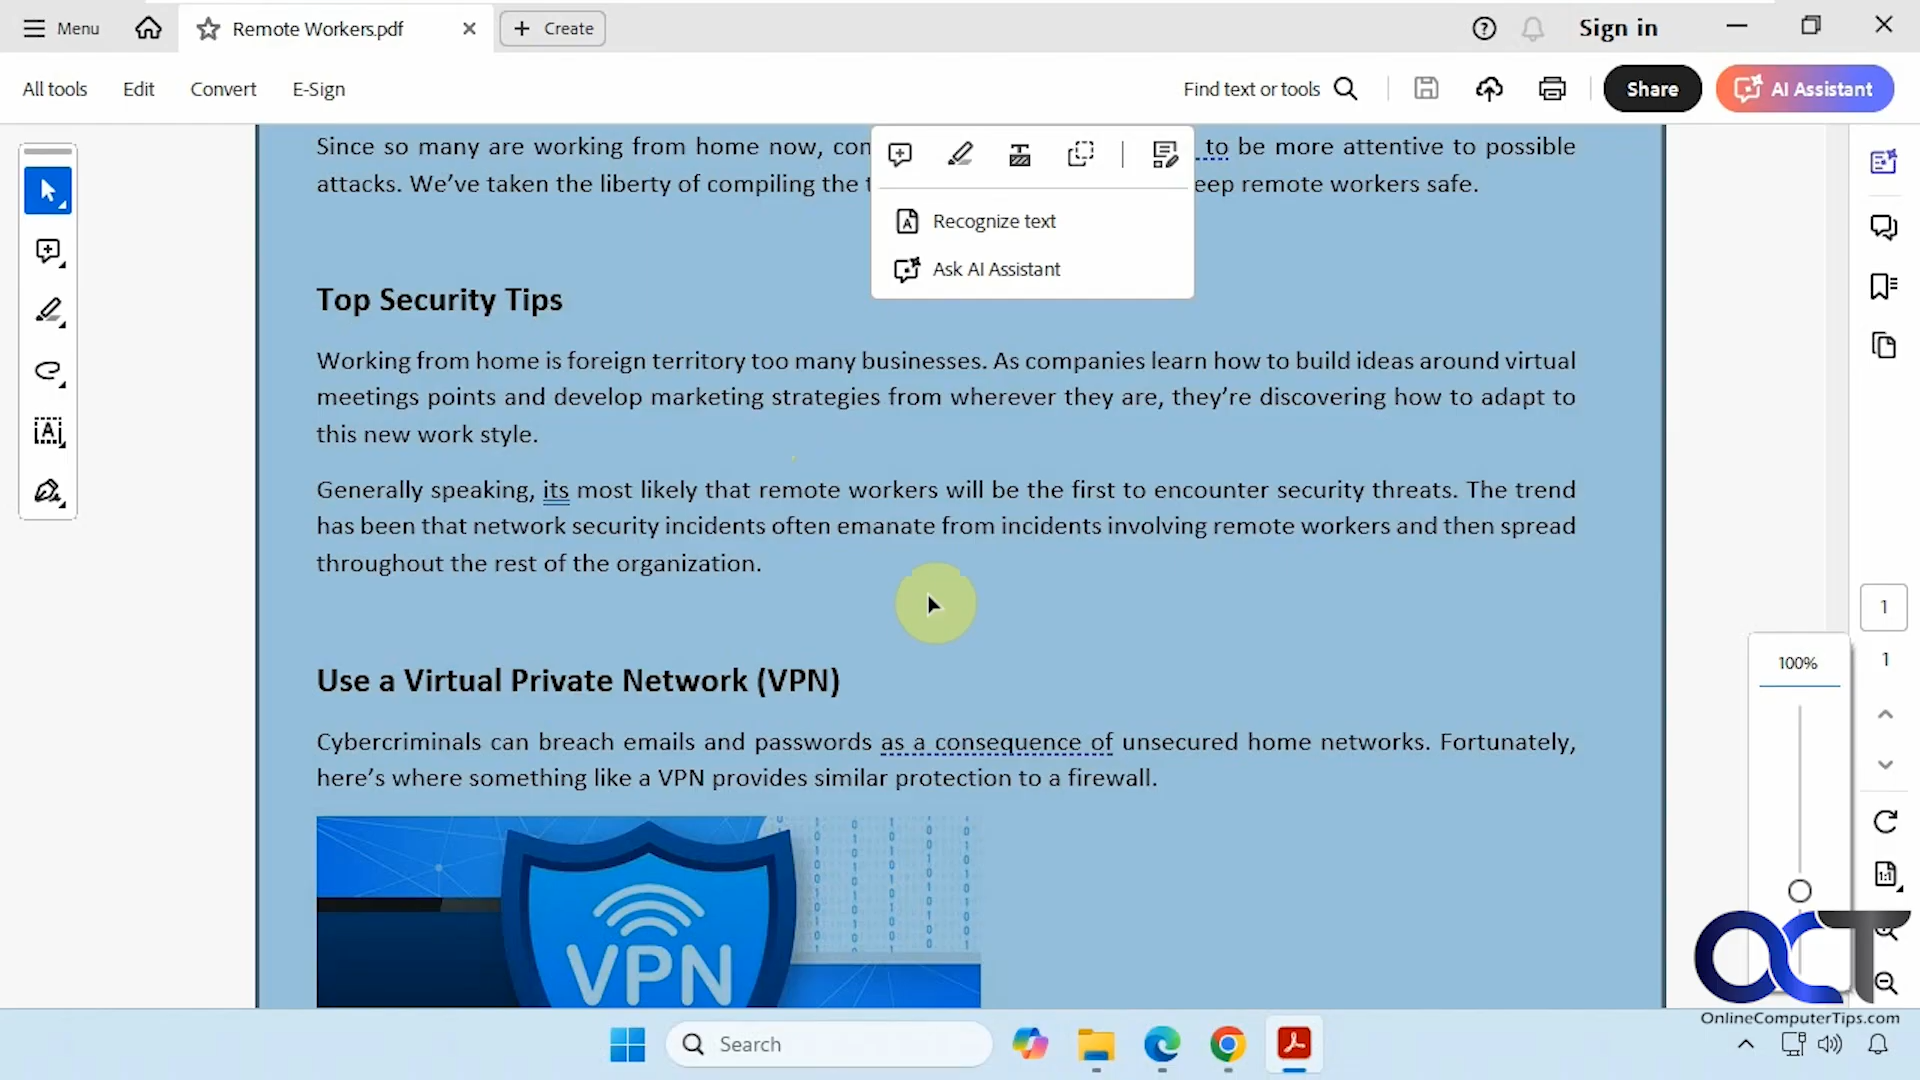 Menu
Remote Workers.pdf
Create
Sign in
All tools
Edit
Convert
E-Sign
Find text or tools
Share
AI Assistant
Since so many are working from home now, con
to be more attentive to possible
attacks. We've taken the liberty of compiling the t
eep remote workers safe.
Recognize text
Ask AI Assistant
Top Security Tips
Working from home is foreign territory too many businesses. As companies learn how to build ideas around virtual
meetings points and develop marketing strategies from wherever they are, they're discovering how to adapt to
this new work style.
Generally speaking, its most likely that remote workers will be the first to encounter security threats. The trend
has been that network security incidents often emanate from incidents involving remote workers and then spread
throughout the rest of the organization.
Use a Virtual Private Network (VPN)
Cybercriminals can breach emails and passwords as a consequence of unsecured home networks. Fortunately,
here's where something like a VPN provides similar protection to a firewall.
VPN
1
1
100%
1:1
OCT
OnlineComputerTips.com
Search